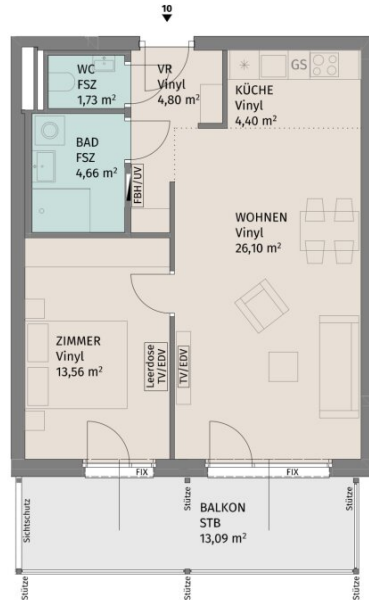 10
WC
FSZ
1,73 m²
VR
Vinyl
4,80 m²
GS
KÜCHE
Vinyl
4,40 m²
BAD
FSZ
4,66 m²
FBH/UV
WOHNEN
Vinyl
26,10 m²
ZIMMER
Vinyl
13,56 m²
Leerdose
TV/EDV
TV/EDV
FIX
FIX
Sichtschutz
Stütze
Stütze
BALKON
STB
13,09 m²
Stütze
Stütze
Stütze